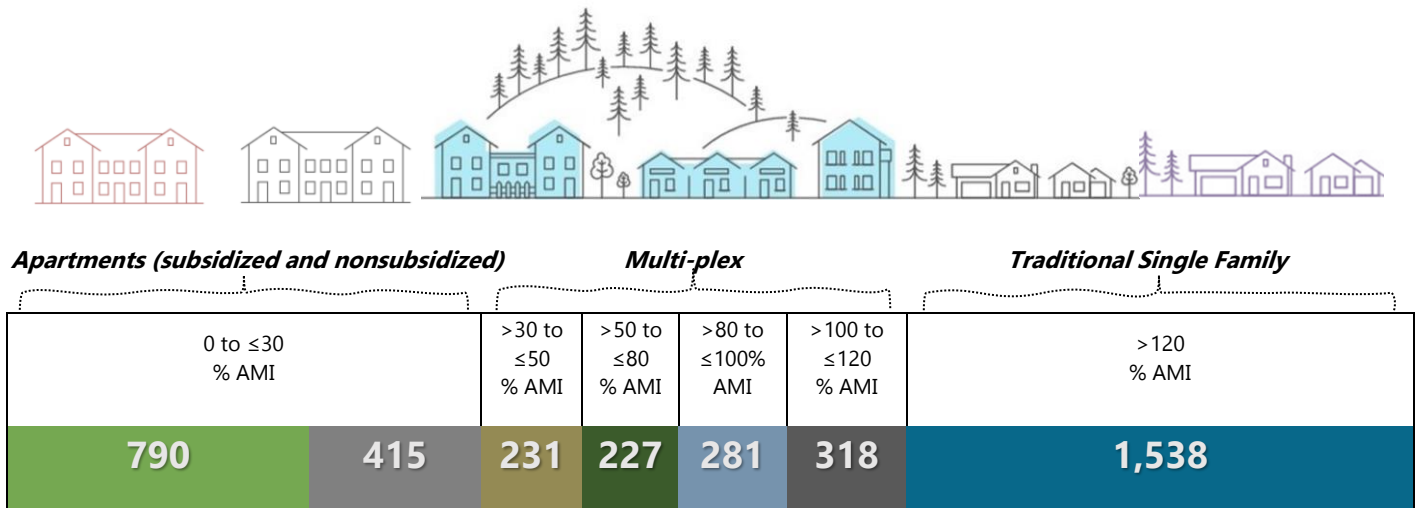 Apartments (subsidized and nonsubsidized) Multi-plex Traditional Single Family
0 to ≤30
% AMI
>30 to
≤50
% AMI
>50 to
≤80
% AMI
>80 to
≤100%
AMI
>100 to
≤120
% AMI
>120
% AMI
790 415 231 227 281 318 1,538